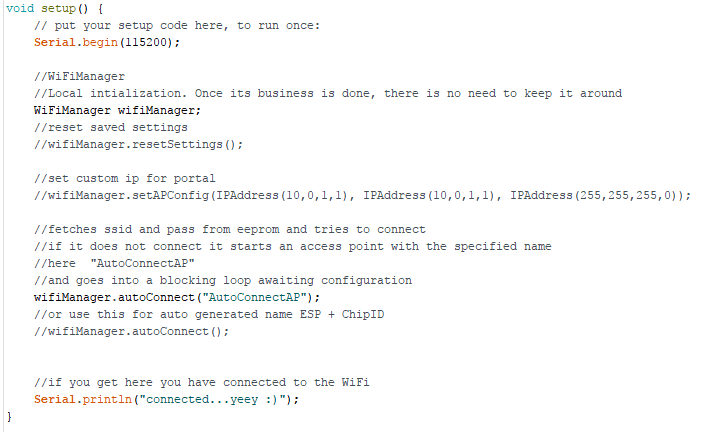 void setup() {
// put your setup code here, to run once:
Serial.begin(115200);
//WiFiManager
//Local intialization. Once its business is done, there is no need to keep it around
WiFiManager wifiManager;
//reset saved settings
//wifiManager.resetSettings();
//set custom ip for portal
//wifiManager.setAPConfig(IPAddress(10,0,1,1), IPAddress(10,0,1,1), IPAddress(255,255,255,0));
//fetches ssid and pass from eeprom and tries to connect
//if it does not connect it starts an access point with the specified name
//here  "AutoConnectAP"
//and goes into a blocking loop awaiting configuration
wifiManager.autoConnect("AutoConnectAP");
//or use this for auto generated name ESP + ChipID
//wifiManager.autoConnect();
//if you get here you have connected to the WiFi
Serial.println("connected...yeey :)");
}